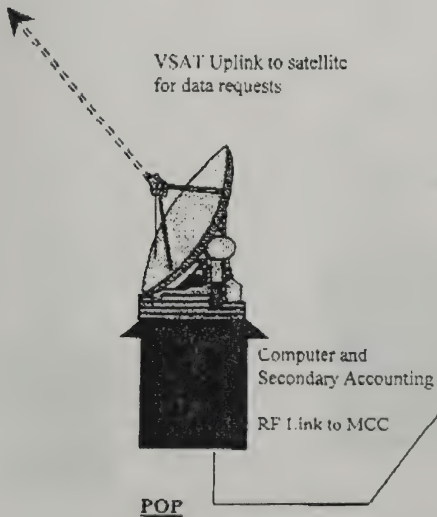 VSAT Uplink to satellite
for data requests
Computer and
Secondary Accounting
RF Link to MCC
POP